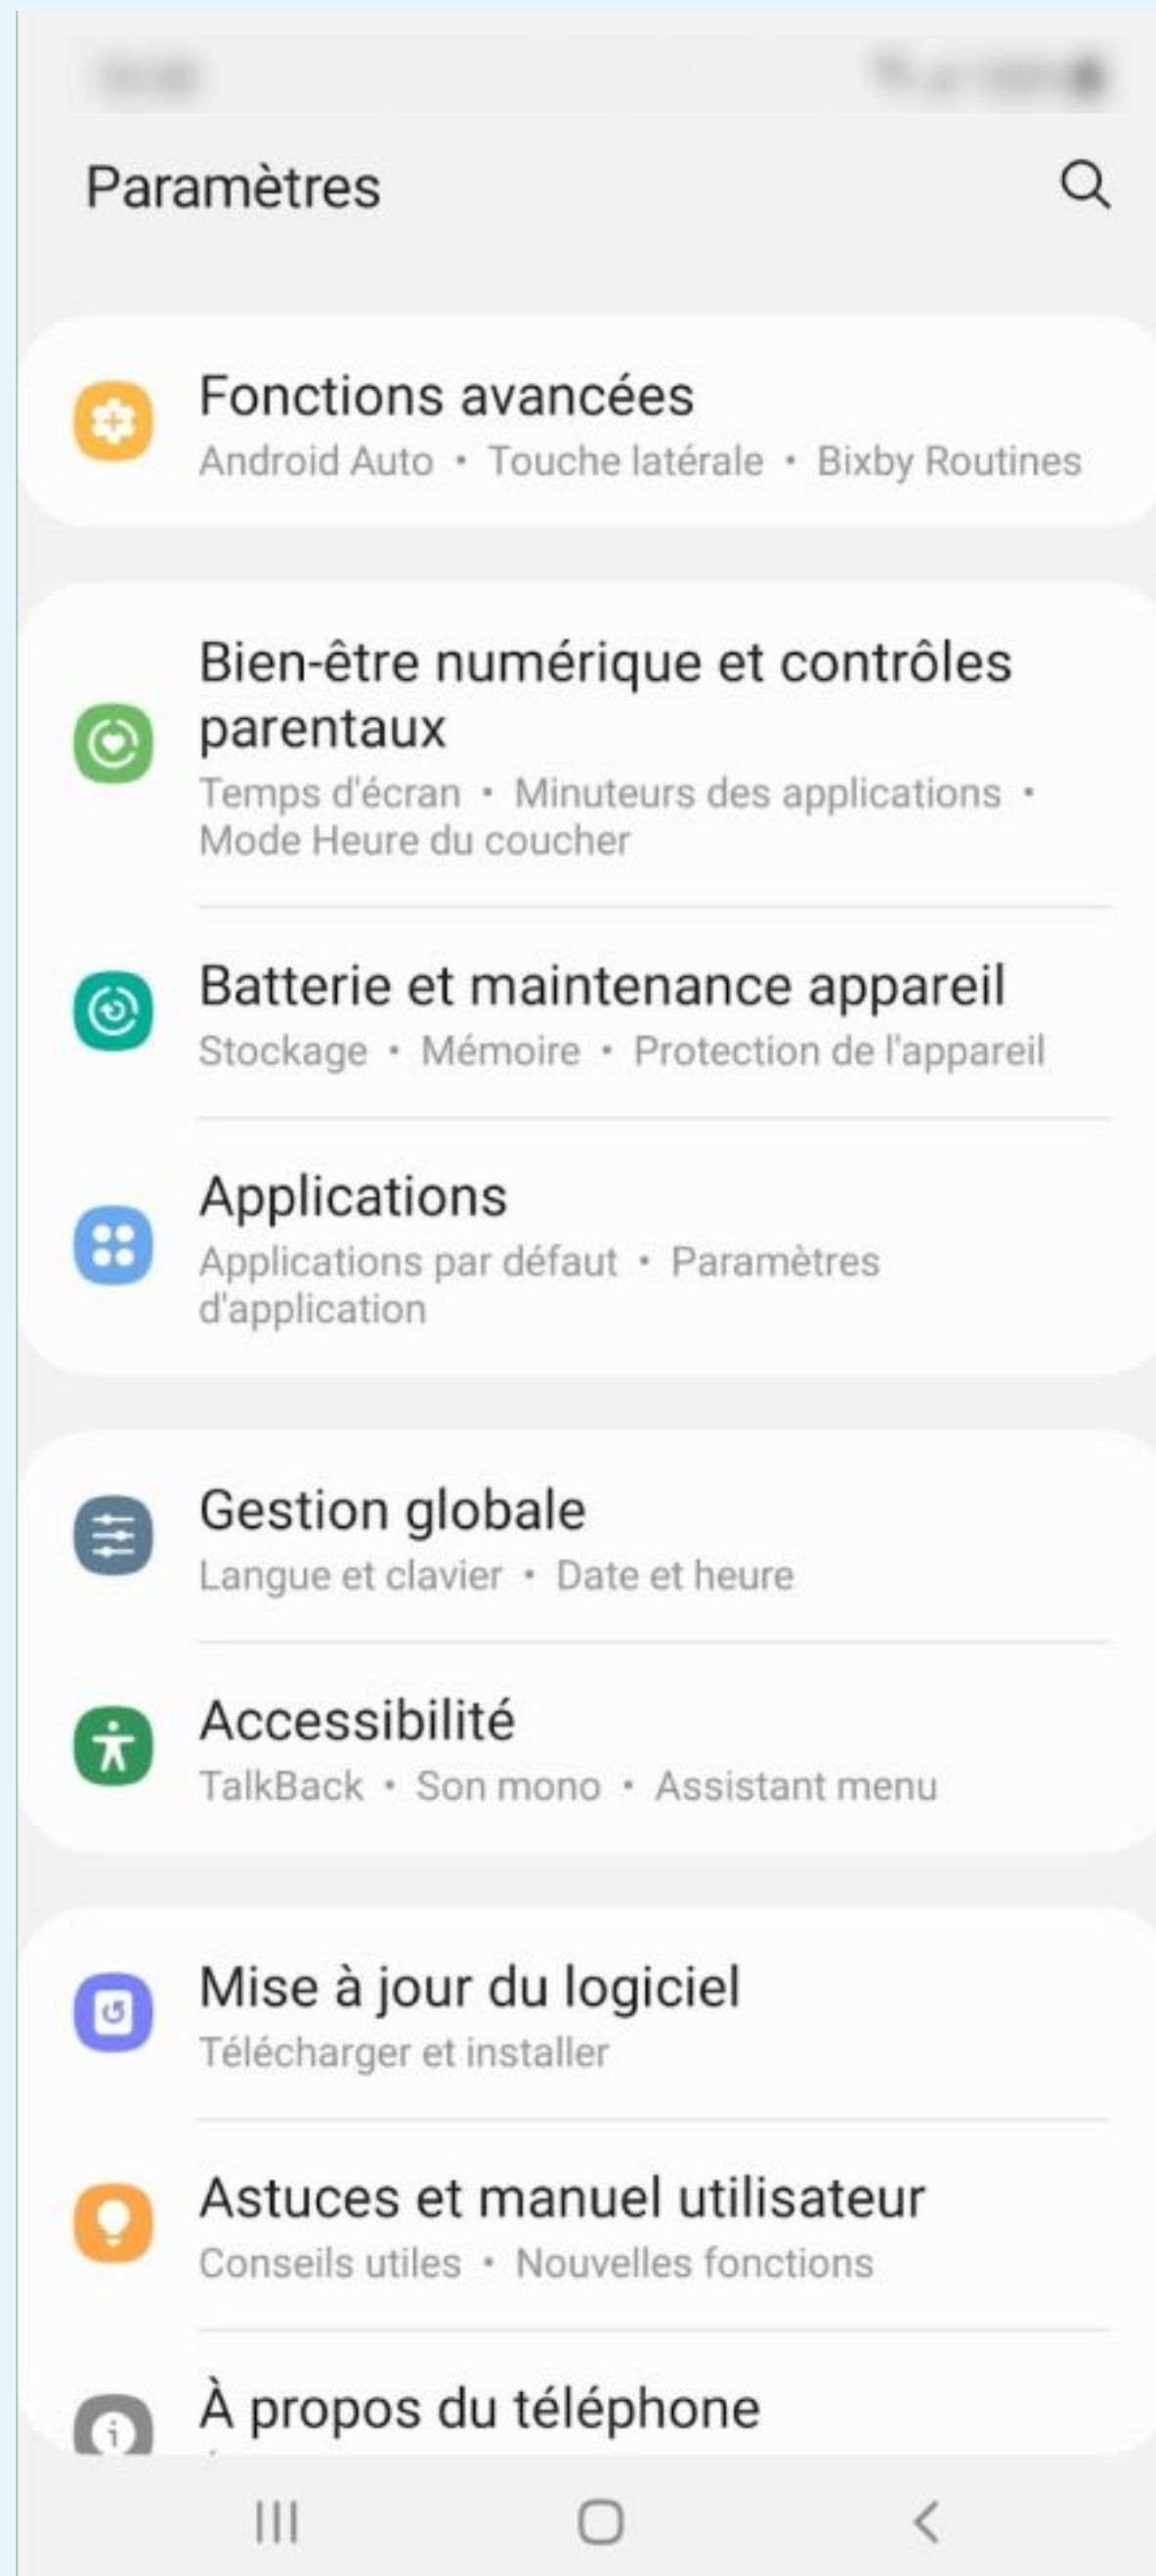 Paramètres
Fonctions avancées
Android Auto • Touche latérale • Bixby Routines
Bien-être numérique et contrôles
parentaux
Temps d'écran • Minuteurs des applications •
Mode Heure du coucher
Batterie et maintenance appareil
Stockage • Mémoire • Protection de l'appareil
Applications
Applications par défaut • Paramètres
d'application
Gestion globale
Langue et clavier • Date et heure
Accessibilité
TalkBack • Son mono • Assistant menu
Mise à jour du logiciel
Télécharger et installer
Astuces et manuel utilisateur
Conseils utiles • Nouvelles fonctions
À propos du téléphone